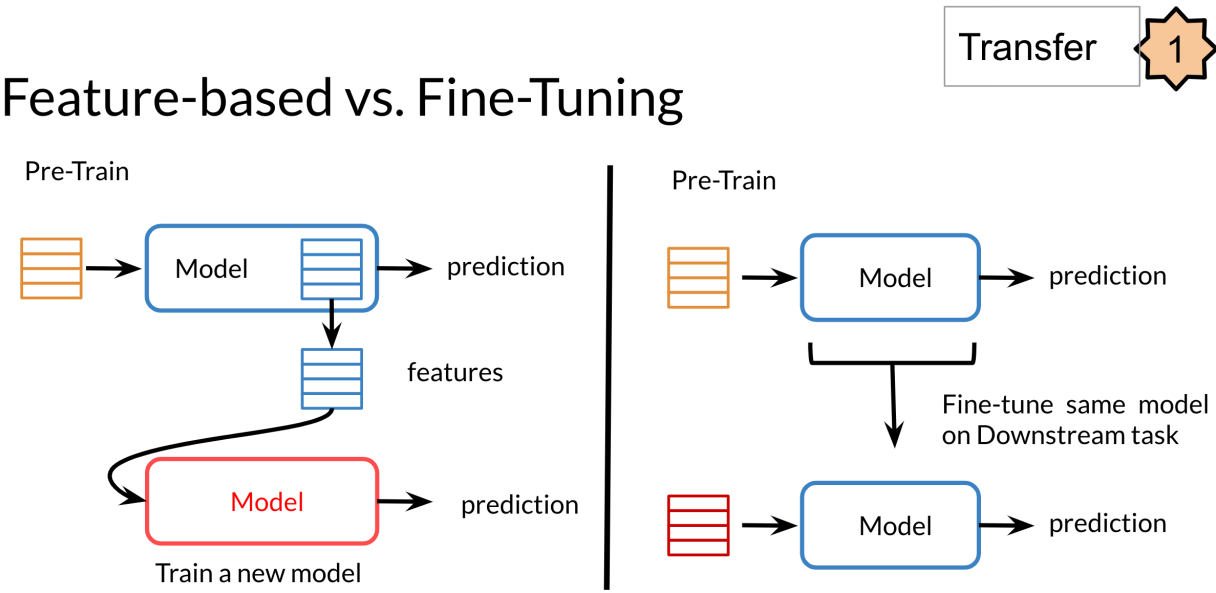 Transfer 1
Feature-based vs. Fine-Tuning
Pre-Train
Model
prediction
features
Model
prediction
Train a new model
Pre-Train
Model
prediction
Fine-tune same model
on Downstream task
Model
prediction